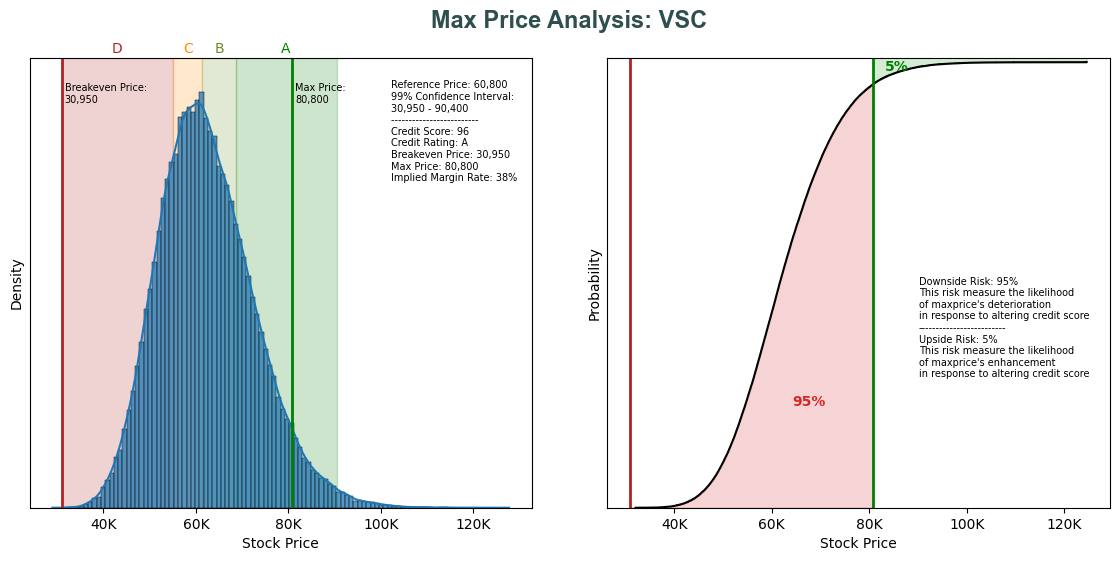 Max Price Analysis: VSC
D
C
B
A
Breakeven Price:
30,950
Max Price:
80,800
Reference Price: 60,800
99% Confidence Interval:
30,950 - 90,400
-------------------------
Credit Score: 96
Credit Rating: A
Breakeven Price: 30,950
Max Price: 80,800
Implied Margin Rate: 38%
Density
40K
60K
80K
100K
120K
Stock Price
5%
95%
Downside Risk: 95%
This risk measure the likelihood
of maxprice's deterioration
in response to altering credit score
-------------------------
Upside Risk: 5%
This risk measure the likelihood
of maxprice's enhancement
in response to altering credit score
Probability
40K
60K
80K
100K
120K
Stock Price